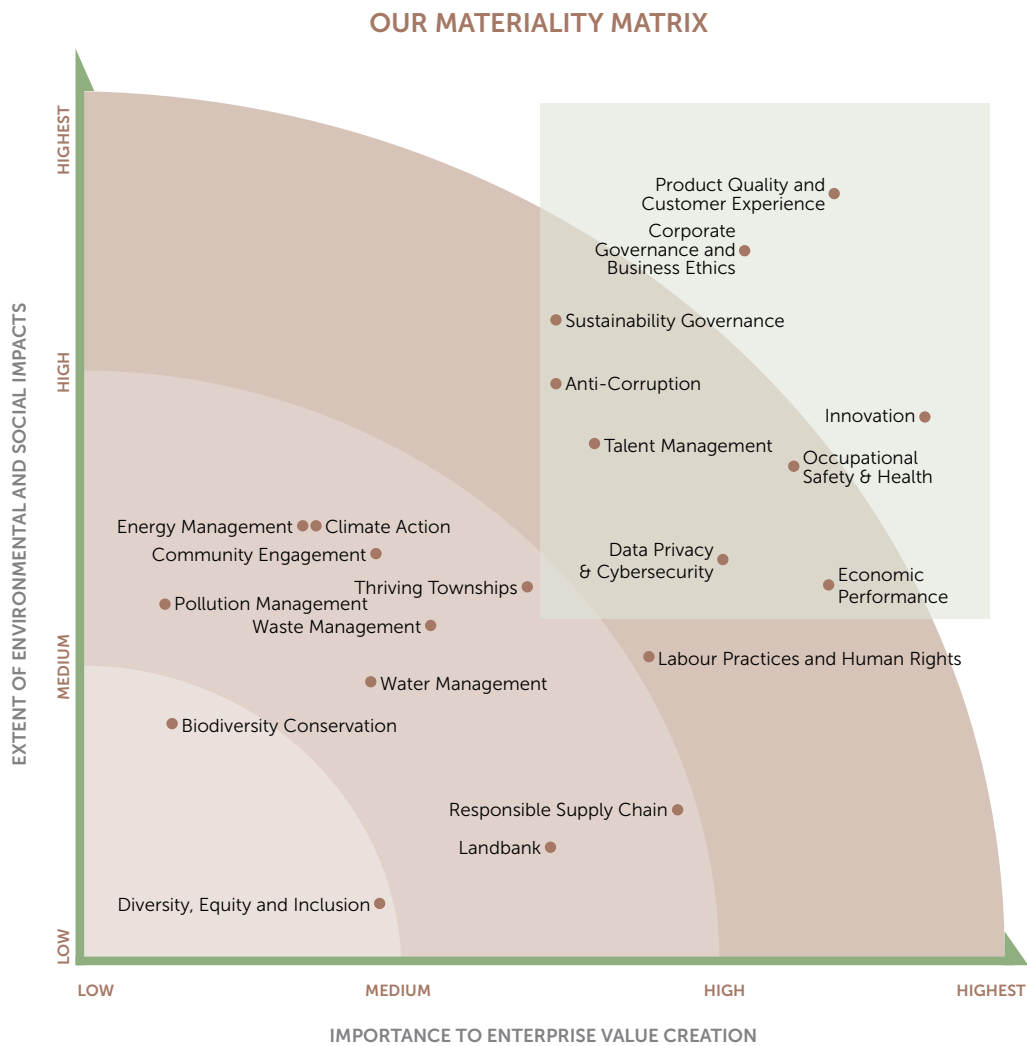 OUR MATERIALITY MATRIX
EXTENT OF ENVIRONMENTAL AND SOCIAL IMPACTS
HIGHEST
HIGH
MEDIUM
LOW
Product Quality and
Customer Experience
Corporate
Governance and
Business Ethics
Sustainability Governance
Anti-Corruption
Innovation
Talent Management
Occupational
Safety & Health
Energy Management
Climate Action
Community Engagement
Data Privacy
& Cybersecurity
Thriving Townships
Economic
Performance
Pollution Management
Waste Management
Labour Practices and Human Rights
Water Management
Biodiversity Conservation
Responsible Supply Chain
Landbank
Diversity, Equity and Inclusion
LOW
MEDIUM
HIGH
HIGHEST
IMPORTANCE TO ENTERPRISE VALUE CREATION